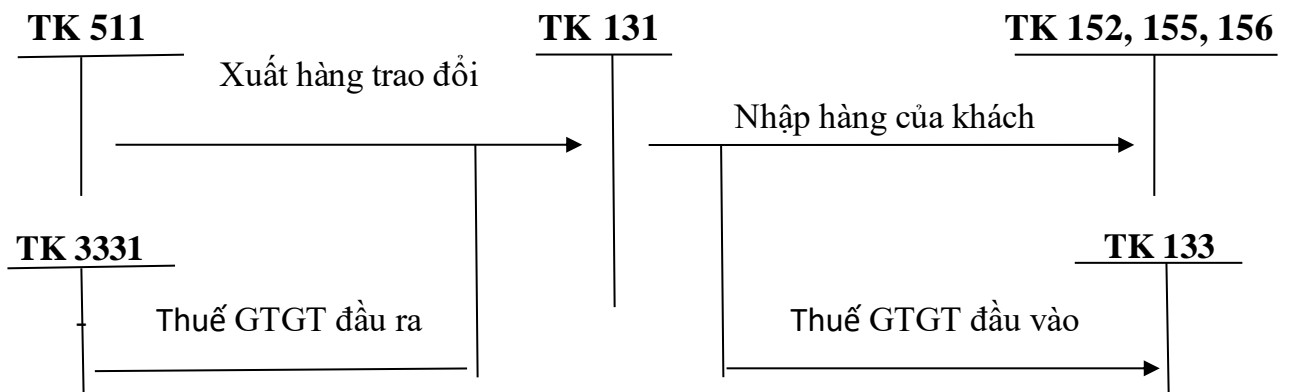 TK 511
TK 131
TK 152, 155, 156
Xuất hàng trao đổi
Nhập hàng của khách
TK 3331
TK 133
Thuế GTGT đầu ra
Thuế GTGT đầu vào